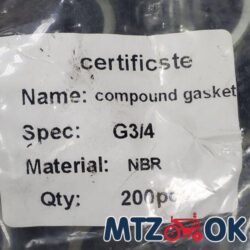 certificste
Name: compound gasket
Spec: G3/4
Material: NBR
Qty: 200pc
MTZ OK